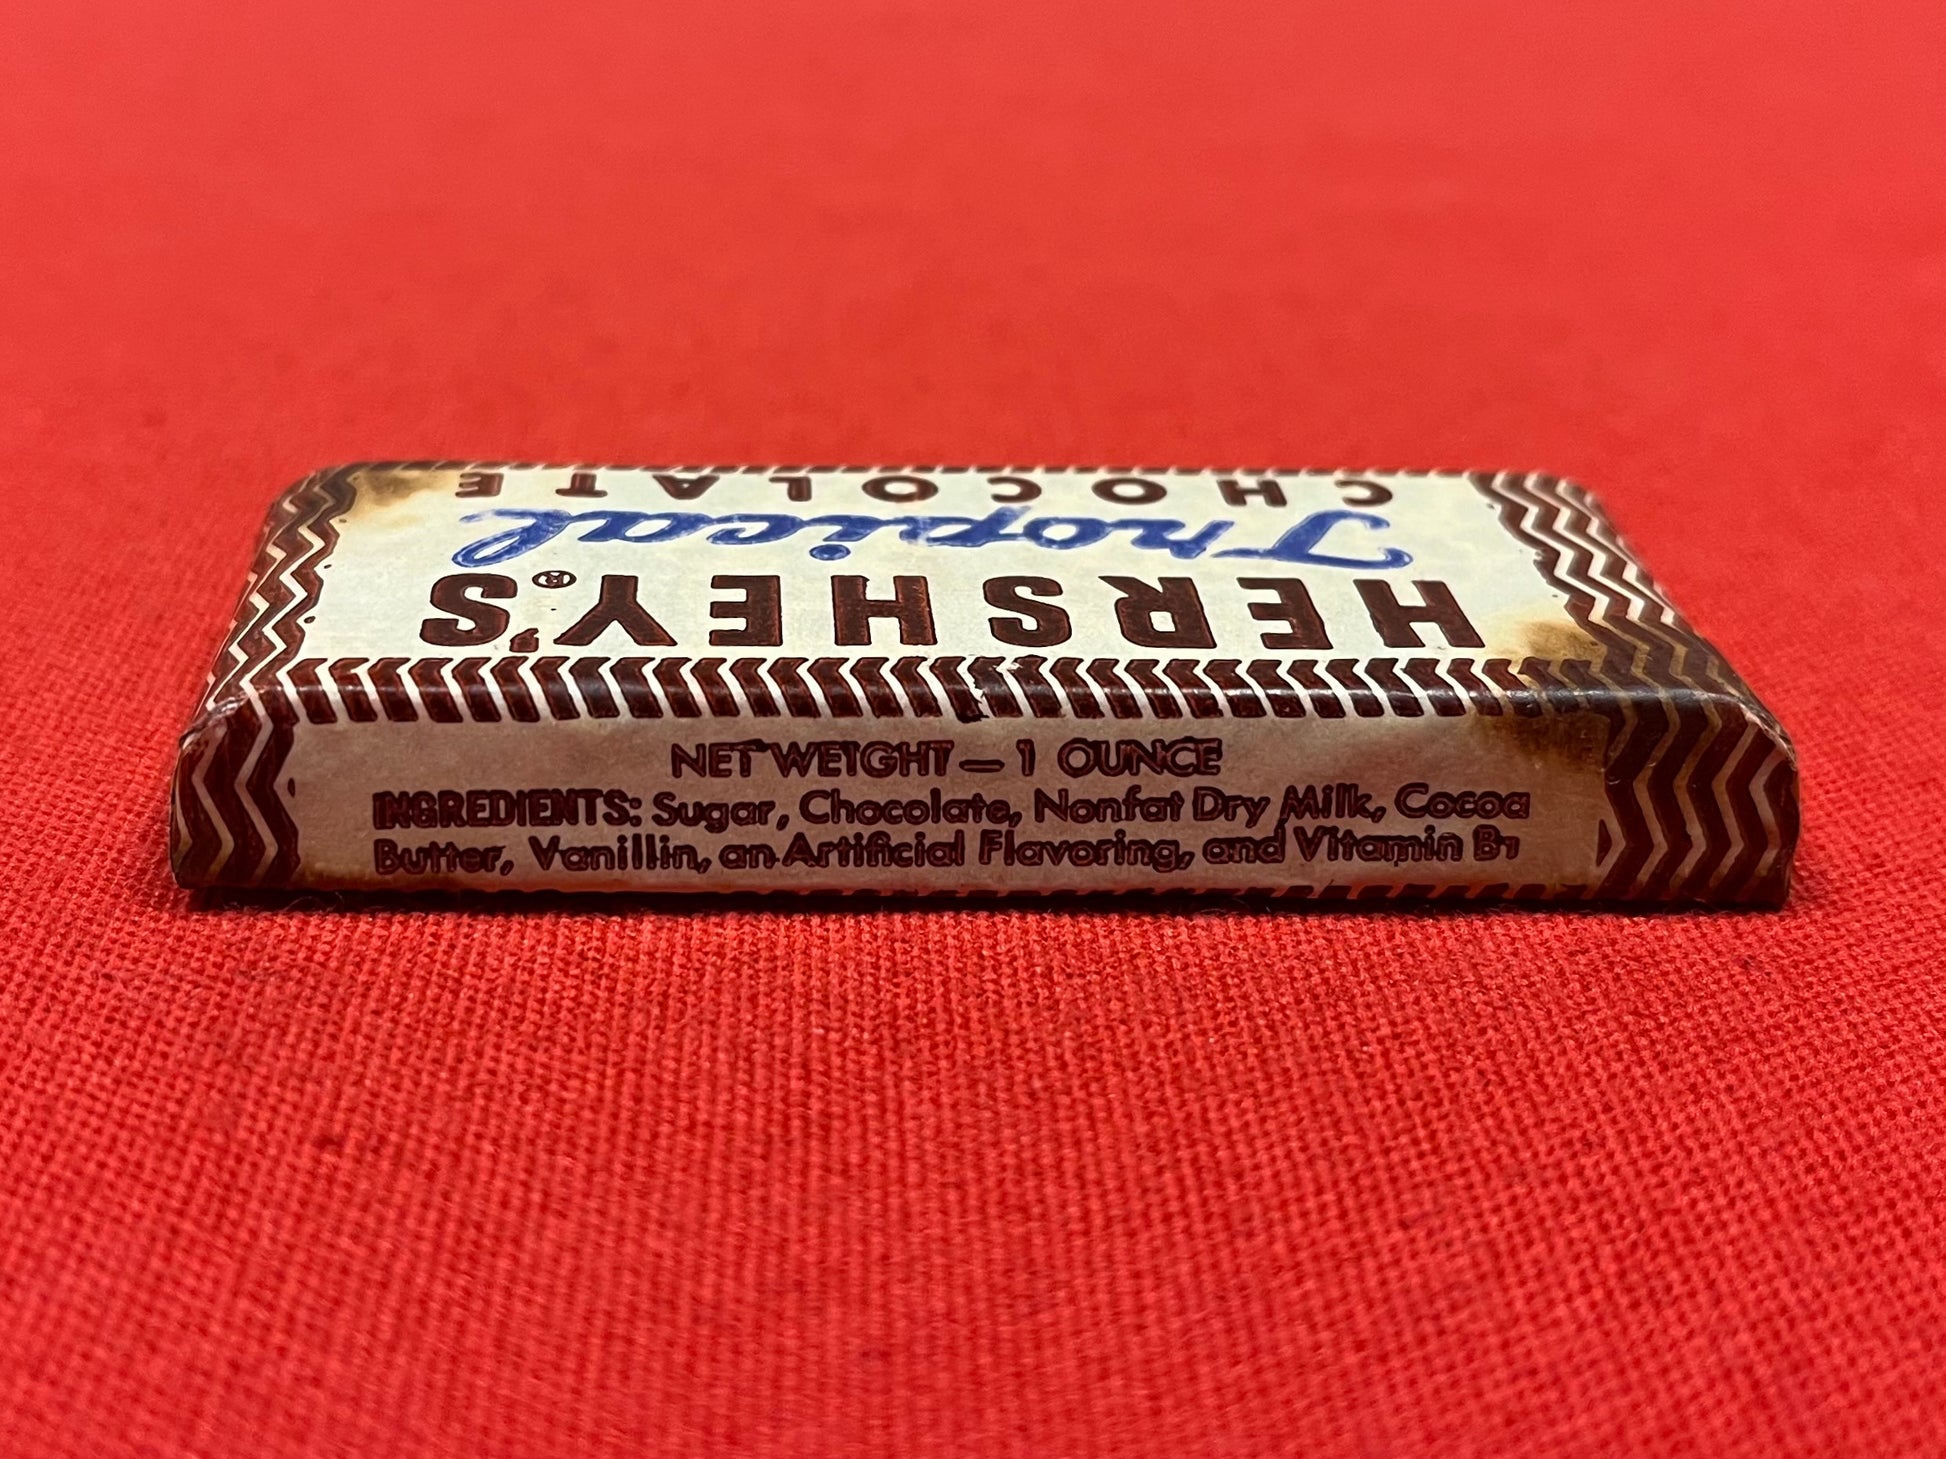 HERSHEY'S®
Tropical
CHOCOLATE
NET WEIGHT — 1 OUNCE
INGREDIENTS: Sugar, Chocolate, Nonfat Dry Milk, Cocoa
Butter, Vanillin, an Artificial Flavoring, and Vitamin B1